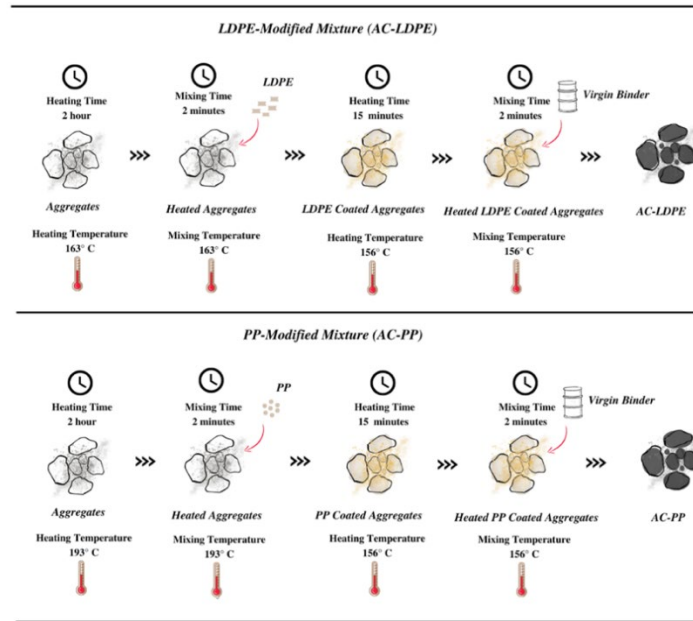 LDPE-Modified Mixture (AC-LDPE)
Heating Time
2 hour
Aggregates
Heating Temperature
163° C
Mixing Time
2 minutes
LDPE
Heated Aggregates
Mixing Temperature
163° C
Heating Time
15 minutes
LDPE Coated Aggregates
Heating Temperature
156° C
Mixing Time
2 minutes
Virgin Binder
Heated LDPE Coated Aggregates
Mixing Temperature
156° C
AC-LDPE
PP-Modified Mixture (AC-PP)
Heating Time
2 hour
Aggregates
Heating Temperature
193° C
Mixing Time
2 minutes
PP
Heated Aggregates
Mixing Temperature
193° C
Heating Time
15 minutes
PP Coated Aggregates
Heating Temperature
156° C
Mixing Time
2 minutes
Virgin Binder
Heated PP Coated Aggregates
Mixing Temperature
156° C
AC-PP